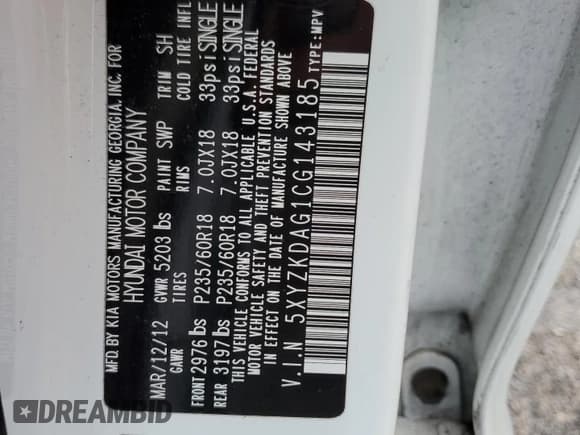 MFD. BY KIA MOTORS MANUFACTURING GEORGIA, INC. FOR
HYUNDAI MOTOR COMPANY
MAR/12/12 GVWR 5203 lbs PAINT SWP TRIM SH
GAWR TIRES RIMS COLD TIRE INFL
FRONT 2976 lbs P235/60R18 7.0JX18 33psi SINGLE
REAR 3197 lbs P235/60R18 7.0JX18 33psi SINGLE
THIS VEHICLE CONFORMS TO ALL APPLICABLE U.S.A. FEDERAL
MOTOR VEHICLE SAFETY AND THEFT PREVENTION STANDARDS
IN EFFECT ON THE DATE OF MANUFACTURE SHOWN ABOVE
V.I.N 5XYZKDAG1CG143185 TYPE:MPV
DREAMBID